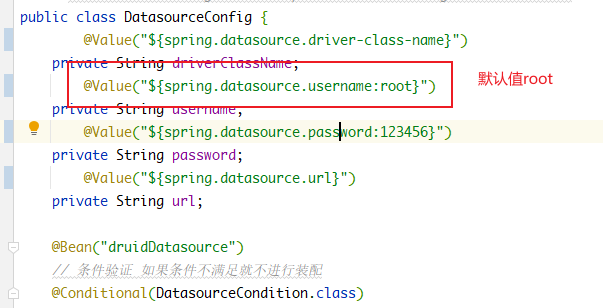 public class DatasourceConfig {
@Value("${spring.datasource.driver-class-name}")
private String driverClassName;
@Value("${spring.datasource.username:root}")
默认值root
private String username;
@Value("${spring.datasource.password:123456}")
private String password;
@Value("${spring.datasource.url}")
private String url;
@Bean("druidDatasource")
// 条件验证 如果条件不满足就不进行装配
@Conditional(DatasourceCondition.class)